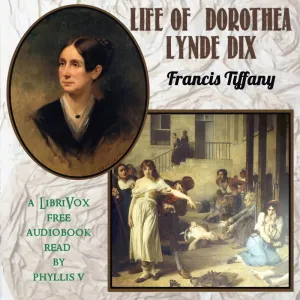 LIFE OF DOROTHEA
LYNDE DIX
Francis Tiffany
A LIBRIVOX
FREE
AUDIOBOOK
READ
BY
PHYLLIS V